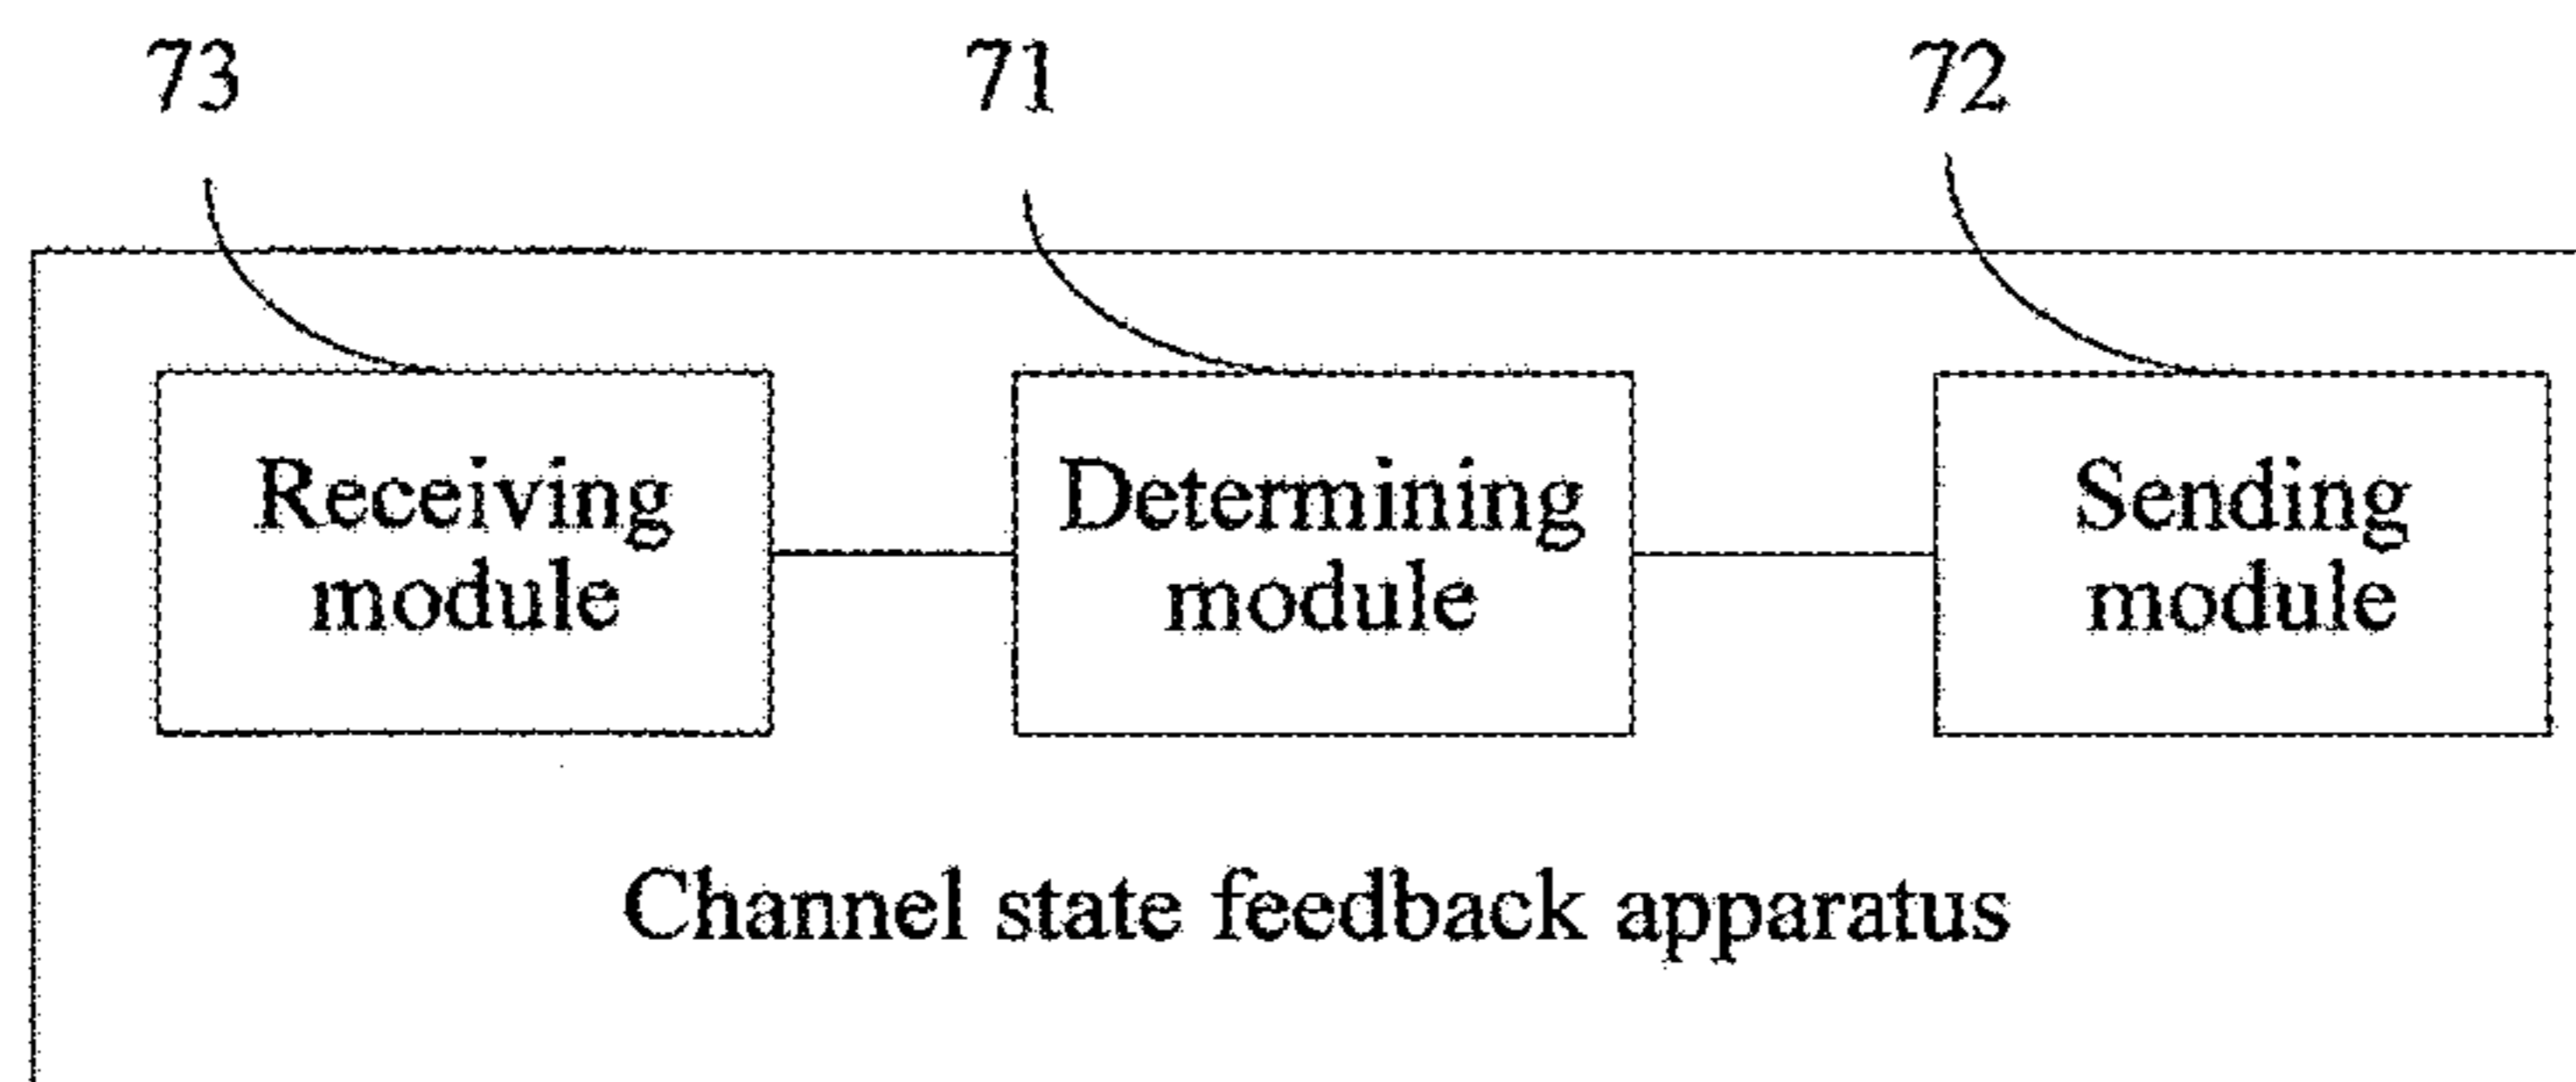 73
71
72
Receiving
module
Determining
module
Sending
module
Channel state feedback apparatus